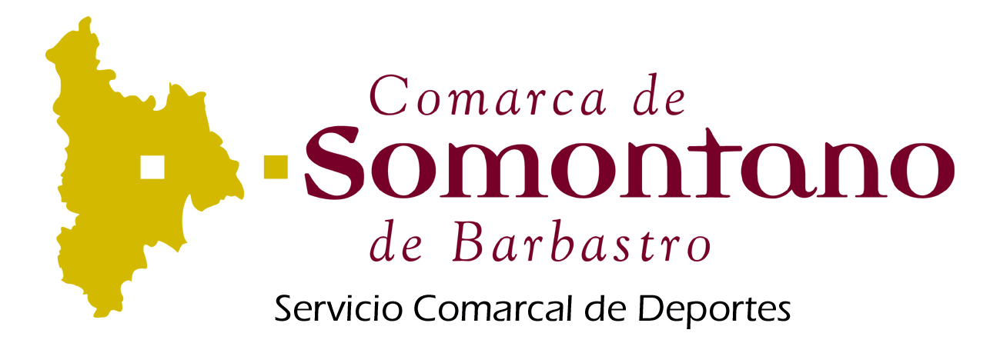 Comarca de
Somontano
de Barbastro
Servicio Comarcal de Deportes